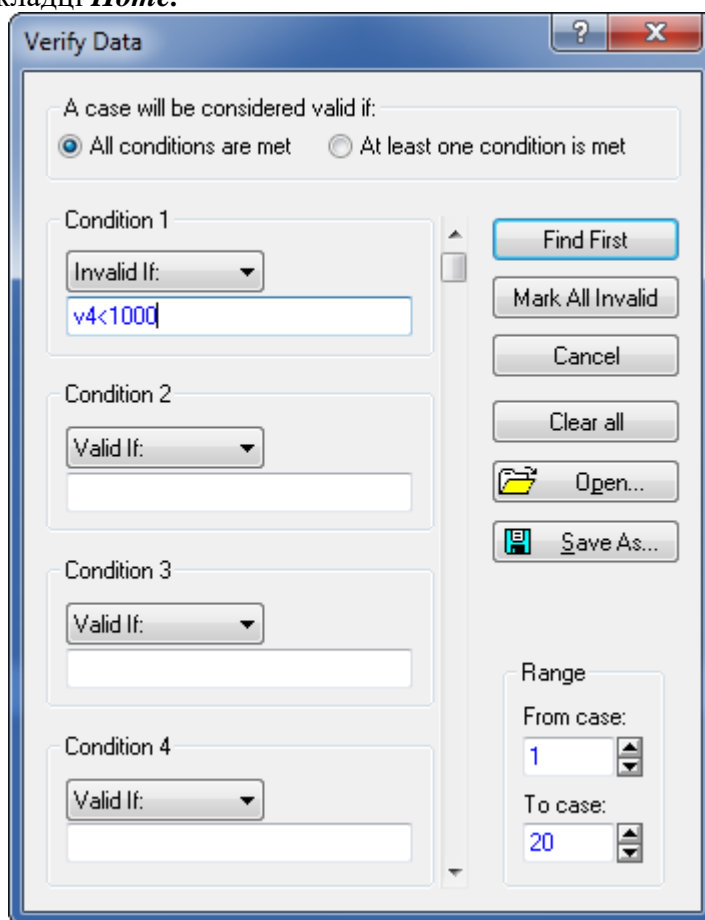 Home.
Verify Data
A case will be considered valid if:
All conditions are met
At least one condition is met
Condition 1
Invalid If:
v4<1000
Condition 2
Valid If:
Condition 3
Valid If:
Condition 4
Valid If:
Find First
Mark All Invalid
Cancel
Clear all
Open...
Save As...
Range
From case:
1
To case:
20